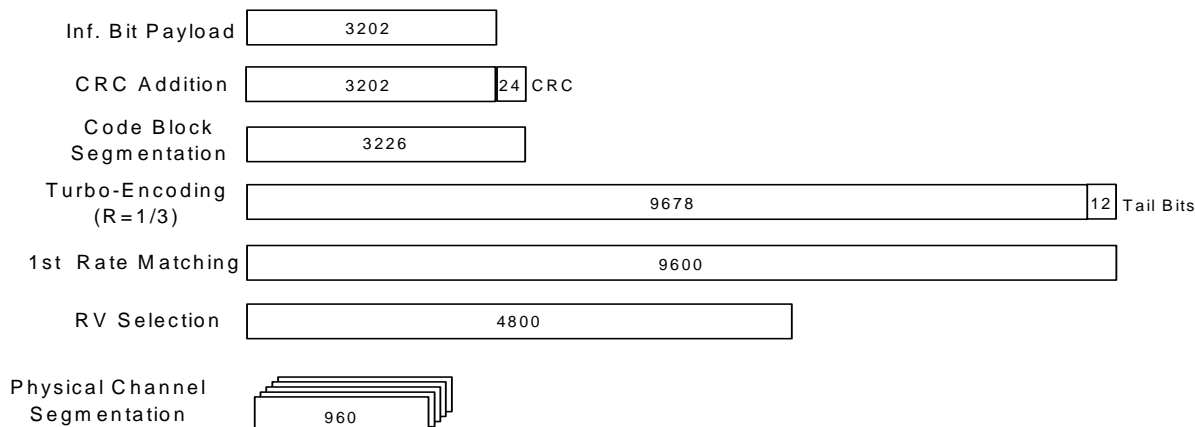 Inf. Bit Payload 3202
CRC Addition 3202 24 CRC
Code Block
Segmentation 3226
Turbo-Encoding
(R=1/3) 9678 12 Tail Bits
1st Rate Matching 9600
RV Selection 4800
Physical Channel
Segmentation 960